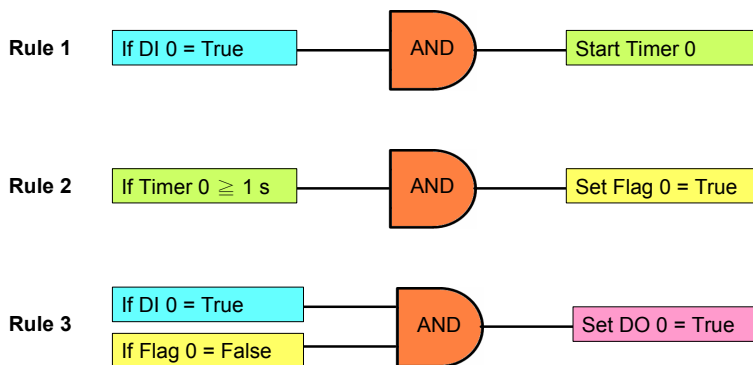 Rule 1
If DI 0 = True
AND
Start Timer 0
Rule 2
If Timer 0 ≧ 1 s
AND
Set Flag 0 = True
Rule 3
If DI 0 = True
If Flag 0 = False
AND
Set DO 0 = True